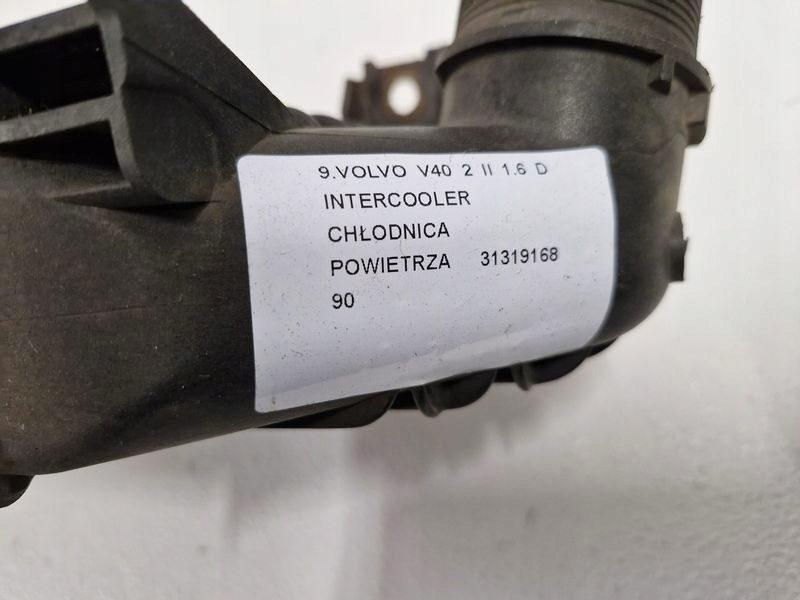 9.VOLVO V40 2 II 1.6 D
INTERCOOLER
CHŁODNICA
POWIETRZA 31319168
90